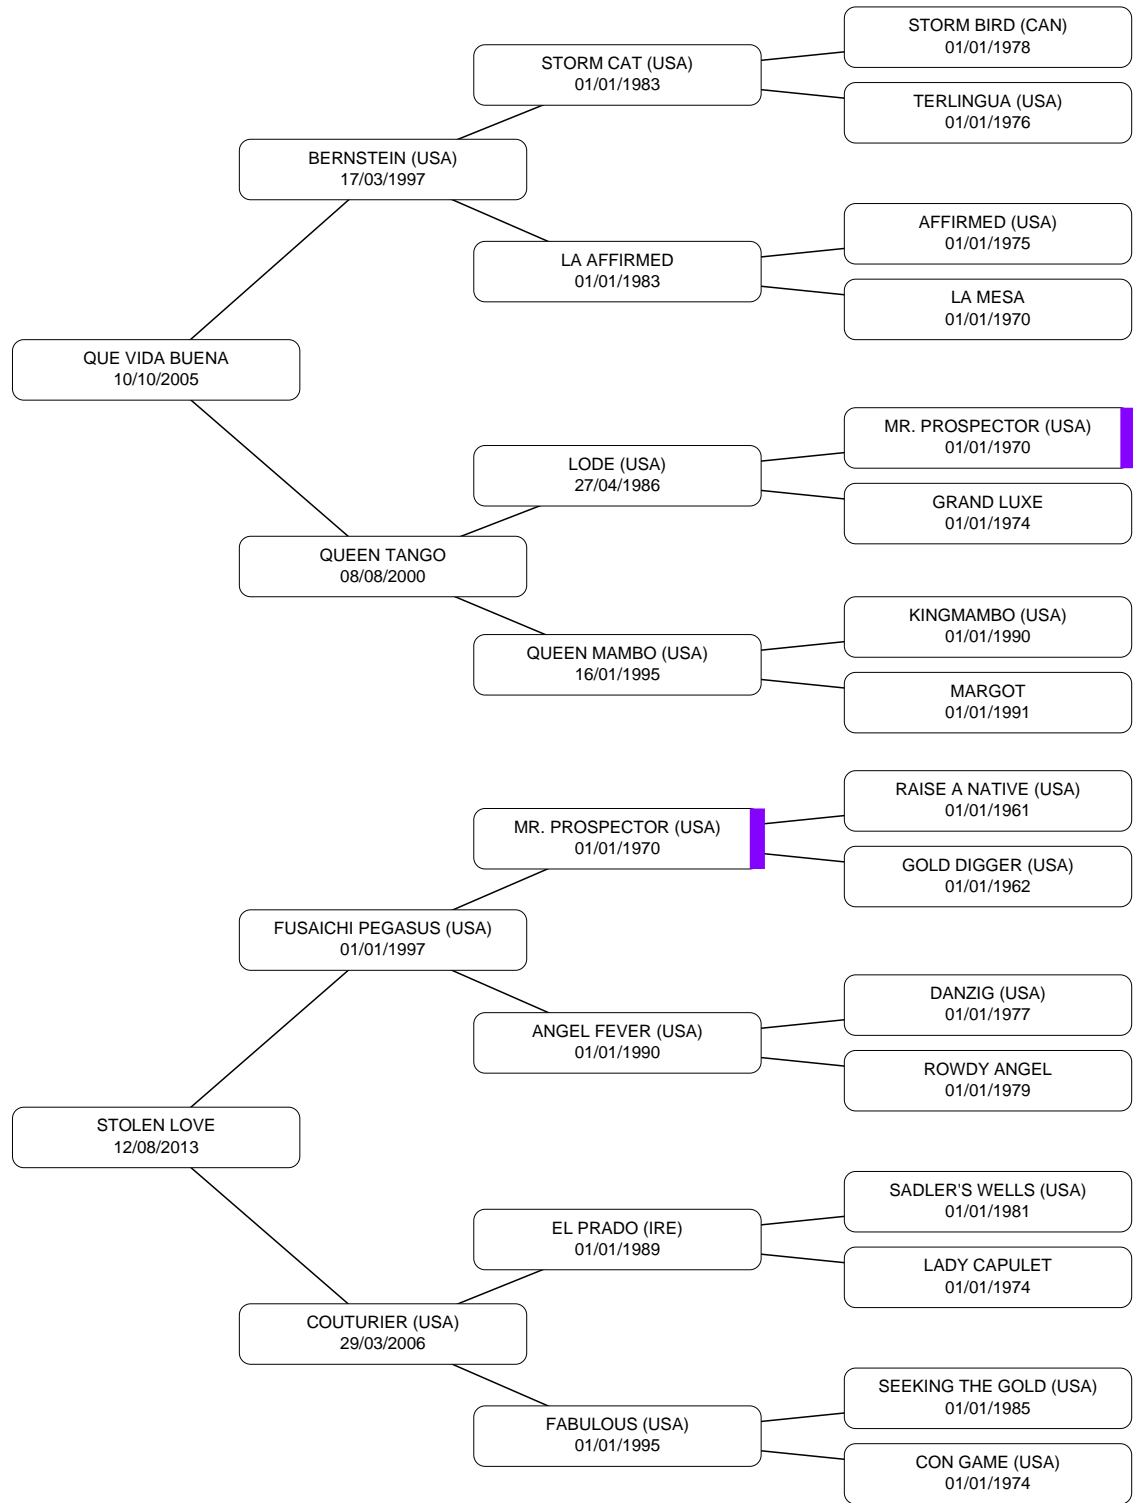 STORM BIRD (CAN)
01/01/1978
STORM CAT (USA)
01/01/1983
TERLINGUA (USA)
01/01/1976
BERNSTEIN (USA)
17/03/1997
AFFIRMED (USA)
01/01/1975
LA AFFIRMED
01/01/1983
LA MESA
01/01/1970
QUE VIDA BUENA
10/10/2005
MR. PROSPECTOR (USA)
01/01/1970
LODE (USA)
27/04/1986
GRAND LUXE
01/01/1974
QUEEN TANGO
08/08/2000
KINGMAMBO (USA)
01/01/1990
QUEEN MAMBO (USA)
16/01/1995
MARGOT
01/01/1991
RAISE A NATIVE (USA)
01/01/1961
MR. PROSPECTOR (USA)
01/01/1970
GOLD DIGGER (USA)
01/01/1962
FUSAICHI PEGASUS (USA)
01/01/1997
DANZIG (USA)
01/01/1977
ANGEL FEVER (USA)
01/01/1990
ROWDY ANGEL
01/01/1979
STOLEN LOVE
12/08/2013
SADLER'S WELLS (USA)
01/01/1981
EL PRADO (IRE)
01/01/1989
LADY CAPULET
01/01/1974
COUTURIER (USA)
29/03/2006
SEEKING THE GOLD (USA)
01/01/1985
FABULOUS (USA)
01/01/1995
CON GAME (USA)
01/01/1974